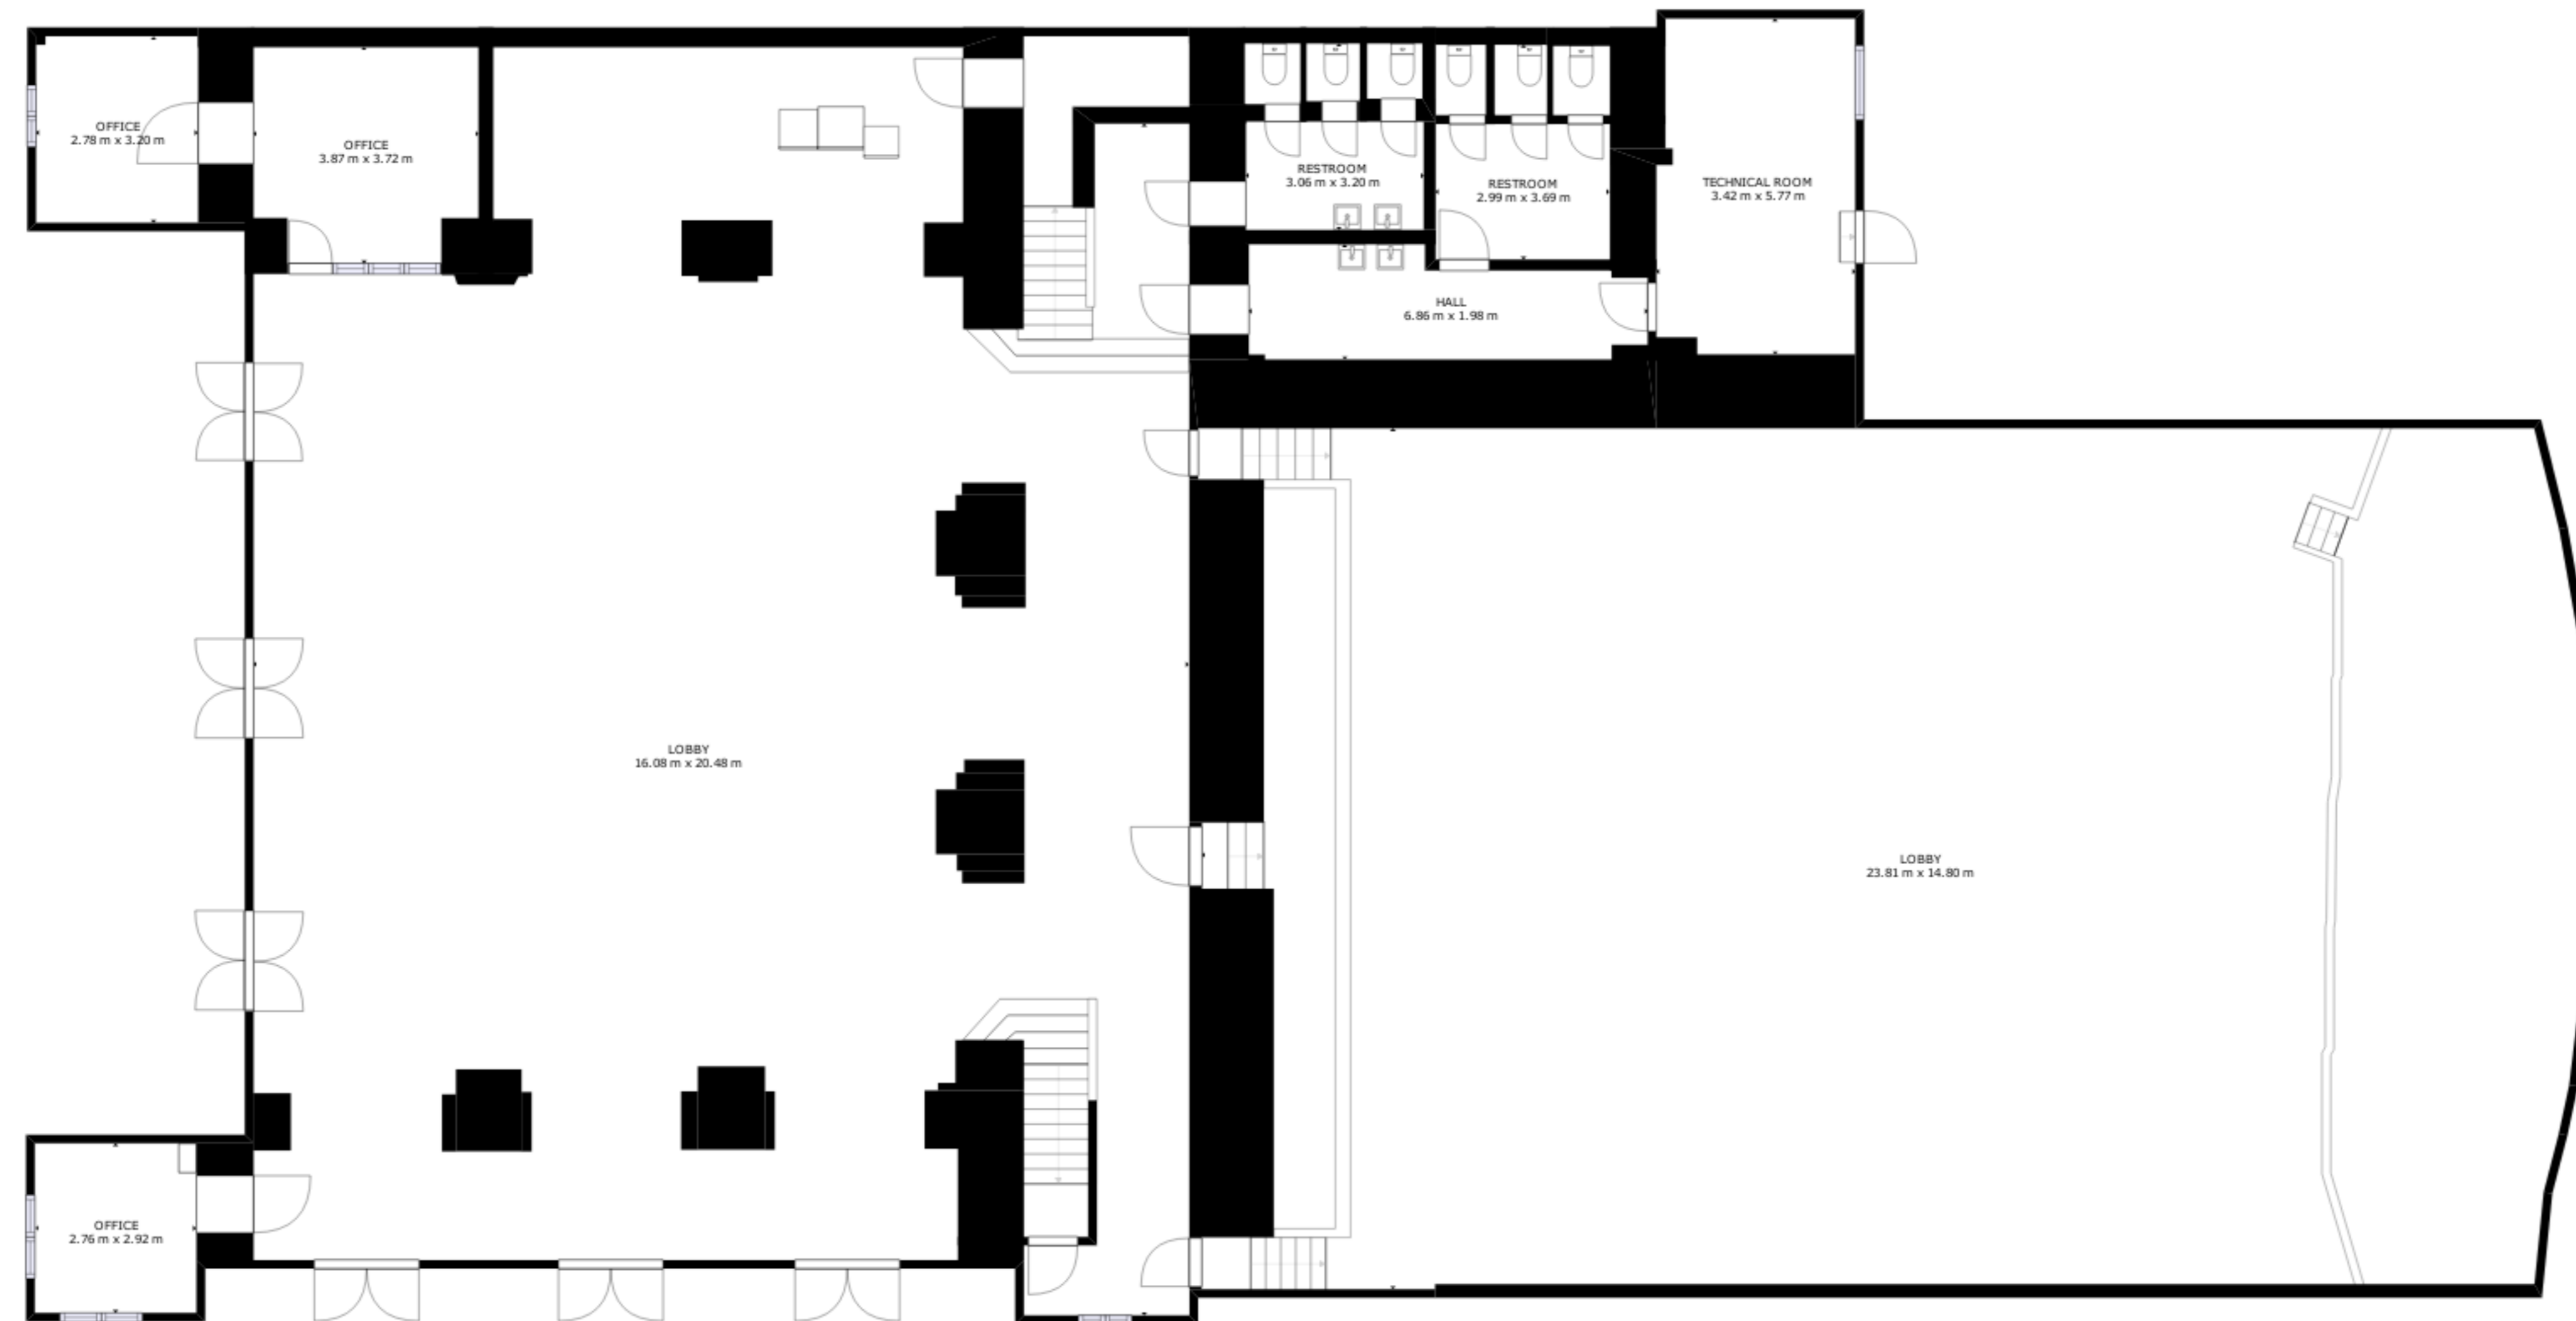 OFFICE
2.78 m x 3.20 m
OFFICE
3.87 m x 3.72 m
RESTROOM
3.06 m x 3.20 m
RESTROOM
2.99 m x 3.69 m
TECHNICAL ROOM
3.42 m x 5.77 m
HALL
6.86 m x 1.98 m
LOBBY
16.08 m x 20.48 m
LOBBY
23.81 m x 14.80 m
OFFICE
2.76 m x 2.92 m